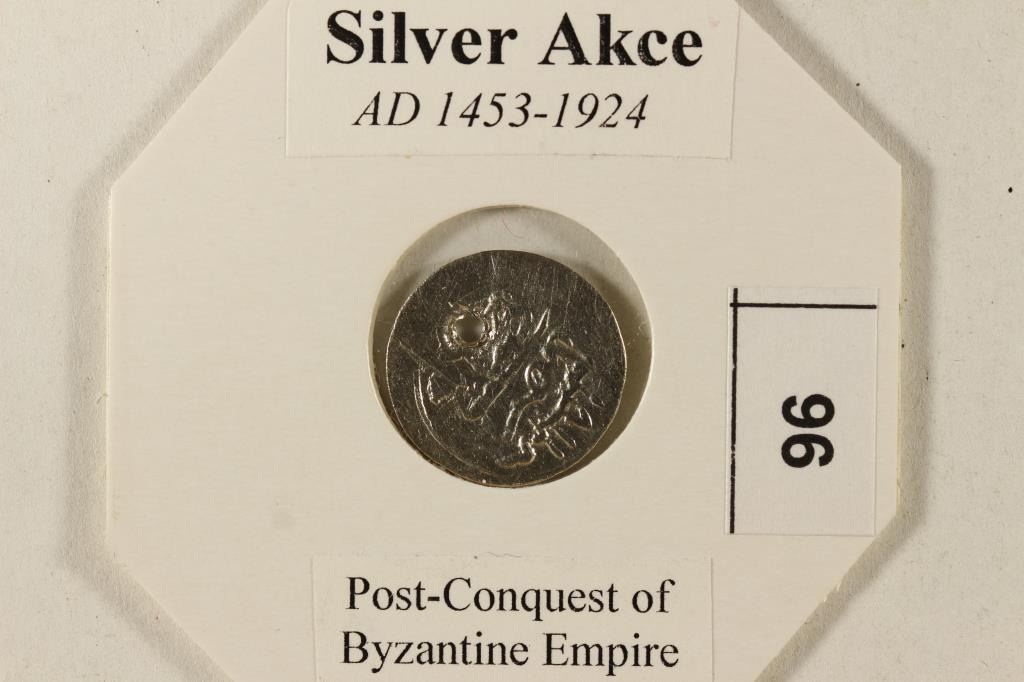 Silver Akce
AD 1453-1924
96
Post-Conquest of
Byzantine Empire